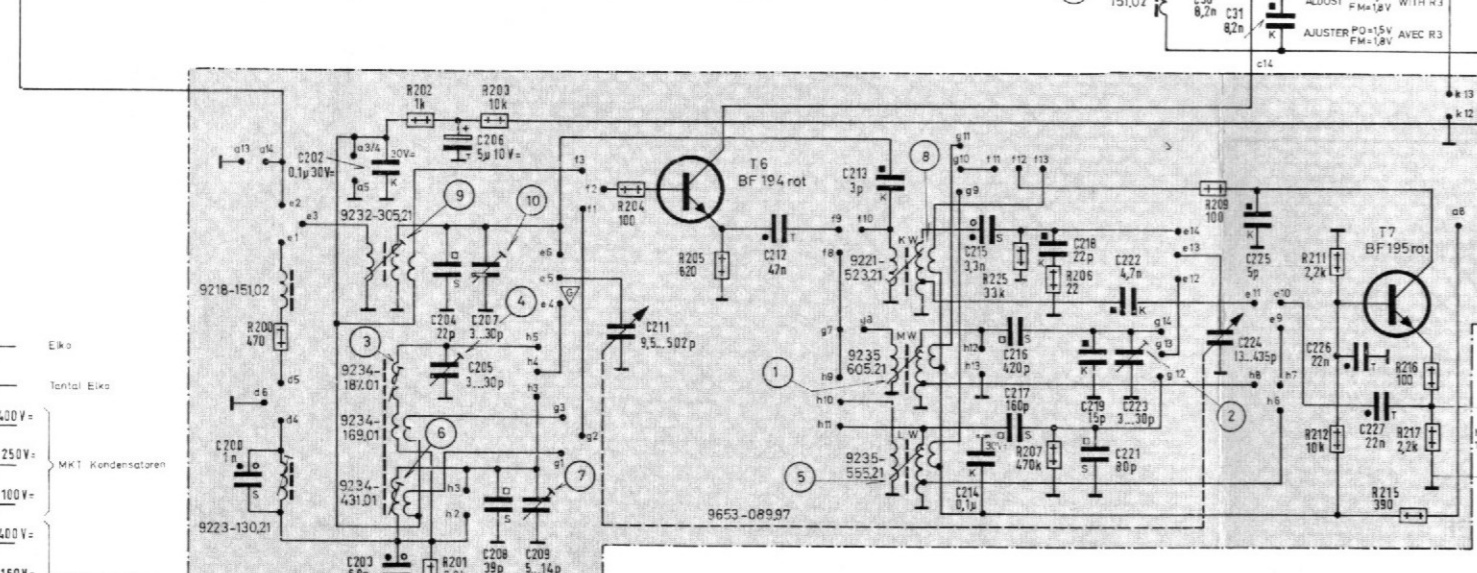 151,02
8,2n
C31
8,2n
K
FM=1,8V WITH R3
AJUSTER PO=1,5V AVEC R3
FM=1,8V
c14
k13
k12
R202
1k
R203
10k
C206
5µ 10V=
a13
a14
a3/4
20V=
C202
0,1µ 30V=
K
a5
f3
f2
f1
T6
BF 194 rot
R204
100
R205
620
C212
47n
T
C213
3p
K
8
g11
g10
f11
f12
f13
g9
R209
100
a8
e2
e3
e1
9232-305,21
9
10
9218-151,02
R200
470
C204
22p
S
C207
3...30p
e6
e5
e4
G
4
C211
9,5...502p
f9
f10
f8
KW
9221-
523,21
C215
3,3n
S
R225
33k
C218
22p
K
R206
22
C222
4,7n
K
e14
e13
e12
C225
5p
K
R211
2,2k
T7
BF 195 rot
e11
e10
e9
3
9234-
187,01
C205
3...30p
h5
h4
h3
g7
MW
9235
605,21
1
h12
h13
C216
420p
S
C217
160p
S
C219
15p
K
C223
3...30p
g14
g13
g12
2
C224
13...435p
h8
h7
h6
C226
22n
T
R216
100
C227
22n
T
R217
2,2k
R212
10k
R215
390
d5
d6
d4
9234-
169,01
6
9234-
431,01
g3
g2
g1
7
h9
h10
h11
LW
9235-
555,21
5
C214
0,1µ
K
R207
470k
C221
80p
S
C200
1n
S
9223-130,21
h3
h2
C203
R201
C208
39p
S
C209
5...14p
9653-089,97
Elko
Tantal Elko
400V=
250V=
MKT Kondensatoren
100V=
400V=